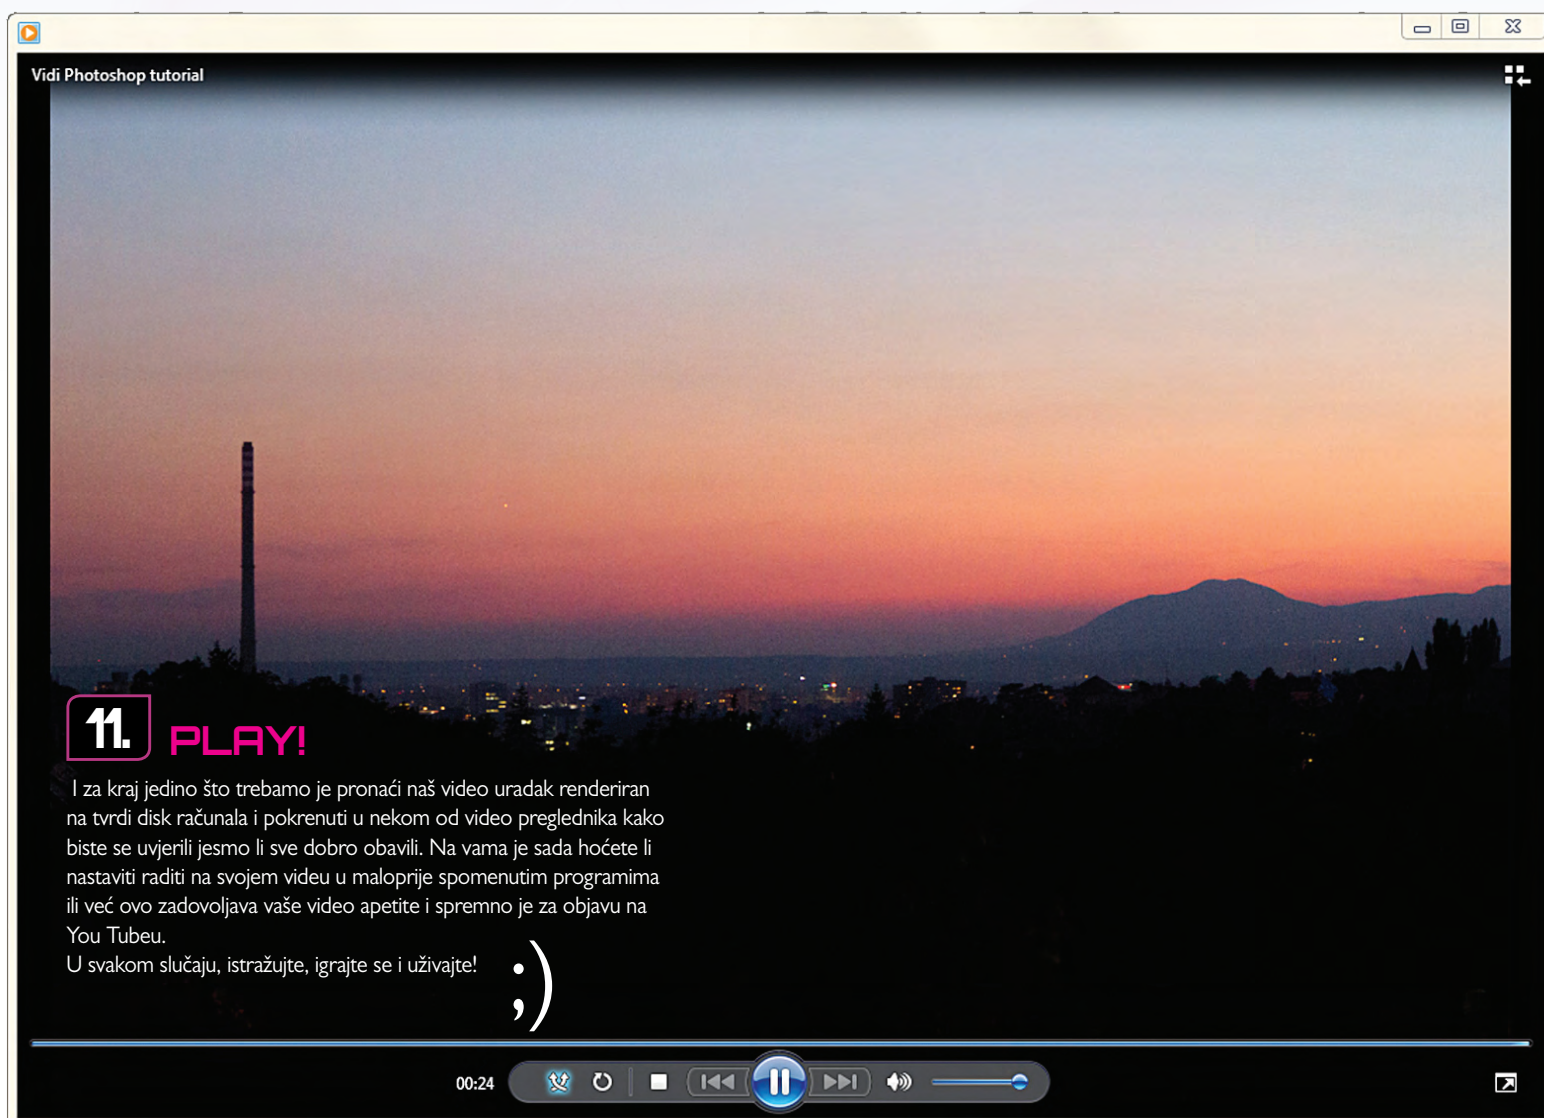 Vidi Photoshop tutorial
11. PLAY!
I za kraj jedino što trebamo je pronaći naš video uradak renderiran
na tvrdi disk računala i pokrenuti u nekom od video preglednika kako
biste se uvjerili jesmo li sve dobro obavili. Na vama je sada hoćete li
nastaviti raditi na svojem videu u maloprije spomenutim programima
ili već ovo zadovoljava vaše video apetite i spremno je za objavu na
You Tubeu.
U svakom slučaju, istražujte, igrajte se i uživajte! ;)
00:24